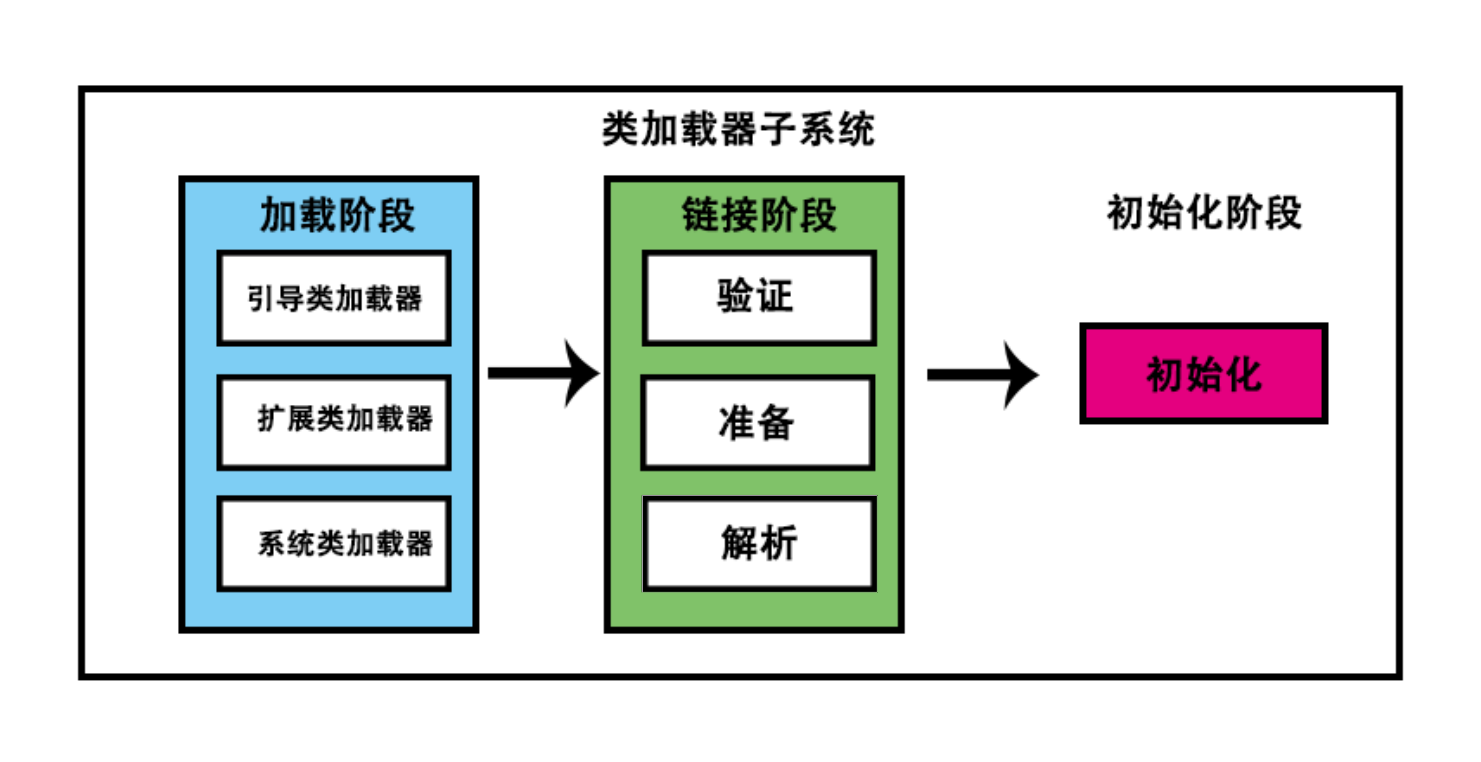 类加载器子系统
加载阶段
引导类加载器
扩展类加载器
系统类加载器
链接阶段
验证
准备
解析
初始化阶段
初始化